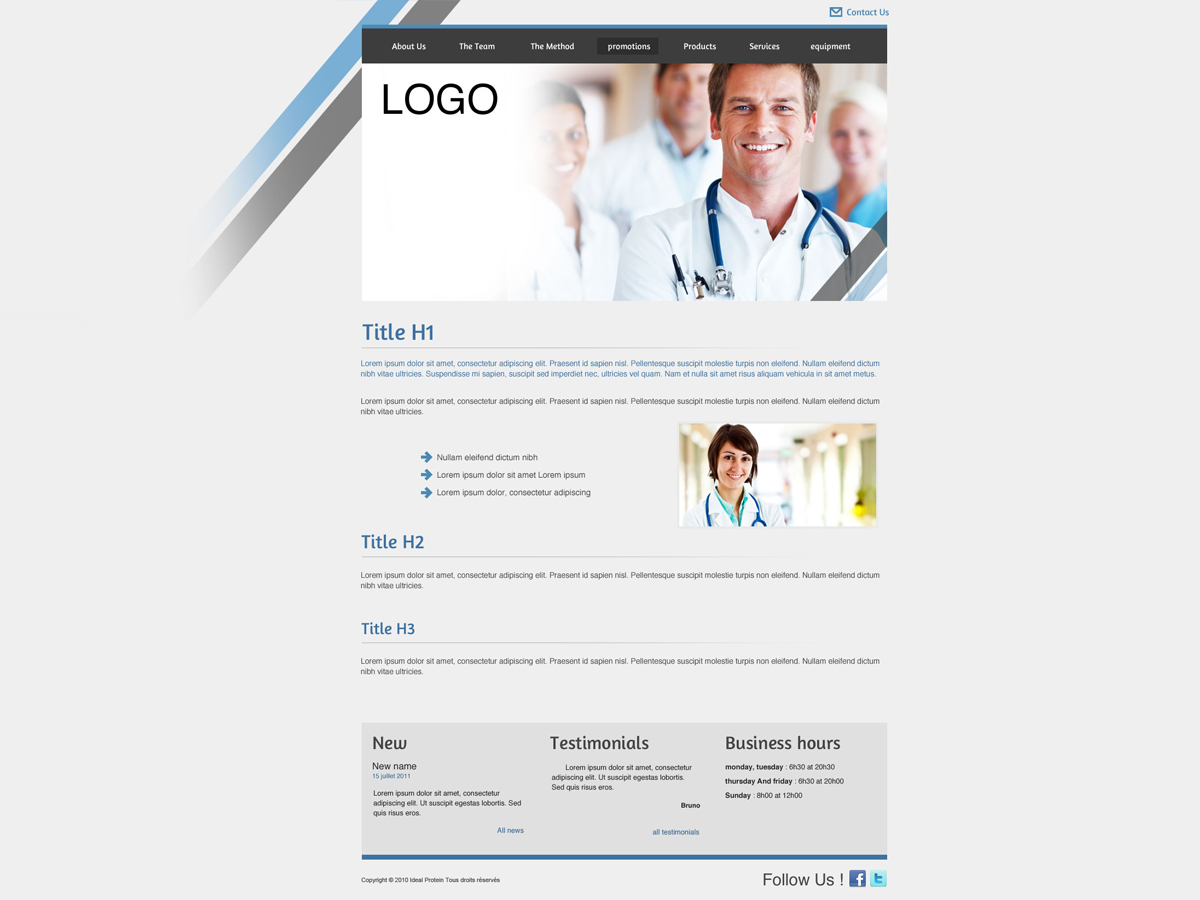 Contact Us
About Us The Team The Method promotions Products Services equipment
LOGO
Title H1
Lorem ipsum dolor sit amet, consectetur adipiscing elit. Praesent id sapien nisl. Pellentesque suscipit molestie turpis non eleifend. Nullam eleifend dictum
nibh vitae ultricies. Suspendisse mi sapien, suscipit sed imperdiet nec, ultricies vel quam. Nam et nulla sit amet risus aliquam vehicula in sit amet metus.
Lorem ipsum dolor sit amet, consectetur adipiscing elit. Praesent id sapien nisl. Pellentesque suscipit molestie turpis non eleifend. Nullam eleifend dictum
nibh vitae ultricies.
Nullam eleifend dictum nibh
Lorem ipsum dolor sit amet Lorem ipsum
Lorem ipsum dolor, consectetur adipiscing
Title H2
Lorem ipsum dolor sit amet, consectetur adipiscing elit. Praesent id sapien nisl. Pellentesque suscipit molestie turpis non eleifend. Nullam eleifend dictum
nibh vitae ultricies.
Title H3
Lorem ipsum dolor sit amet, consectetur adipiscing elit. Praesent id sapien nisl. Pellentesque suscipit molestie turpis non eleifend. Nullam eleifend dictum
nibh vitae ultricies.
New
New name
15 juillet 2011
Lorem ipsum dolor sit amet, consectetur
adipiscing elit. Ut suscipit egestas lobortis. Sed
quis risus eros.
All news
Testimonials
Lorem ipsum dolor sit amet, consectetur
adipiscing elit. Ut suscipit egestas lobortis.
Sed quis risus eros.
Bruno
all testimonials
Business hours
monday, tuesday : 6h30 at 20h30
thursday And friday : 6h30 at 20h00
Sunday : 8h00 at 12h00
Copyright © 2010 Ideal Protein Tous droits réservés
Follow Us ! f t